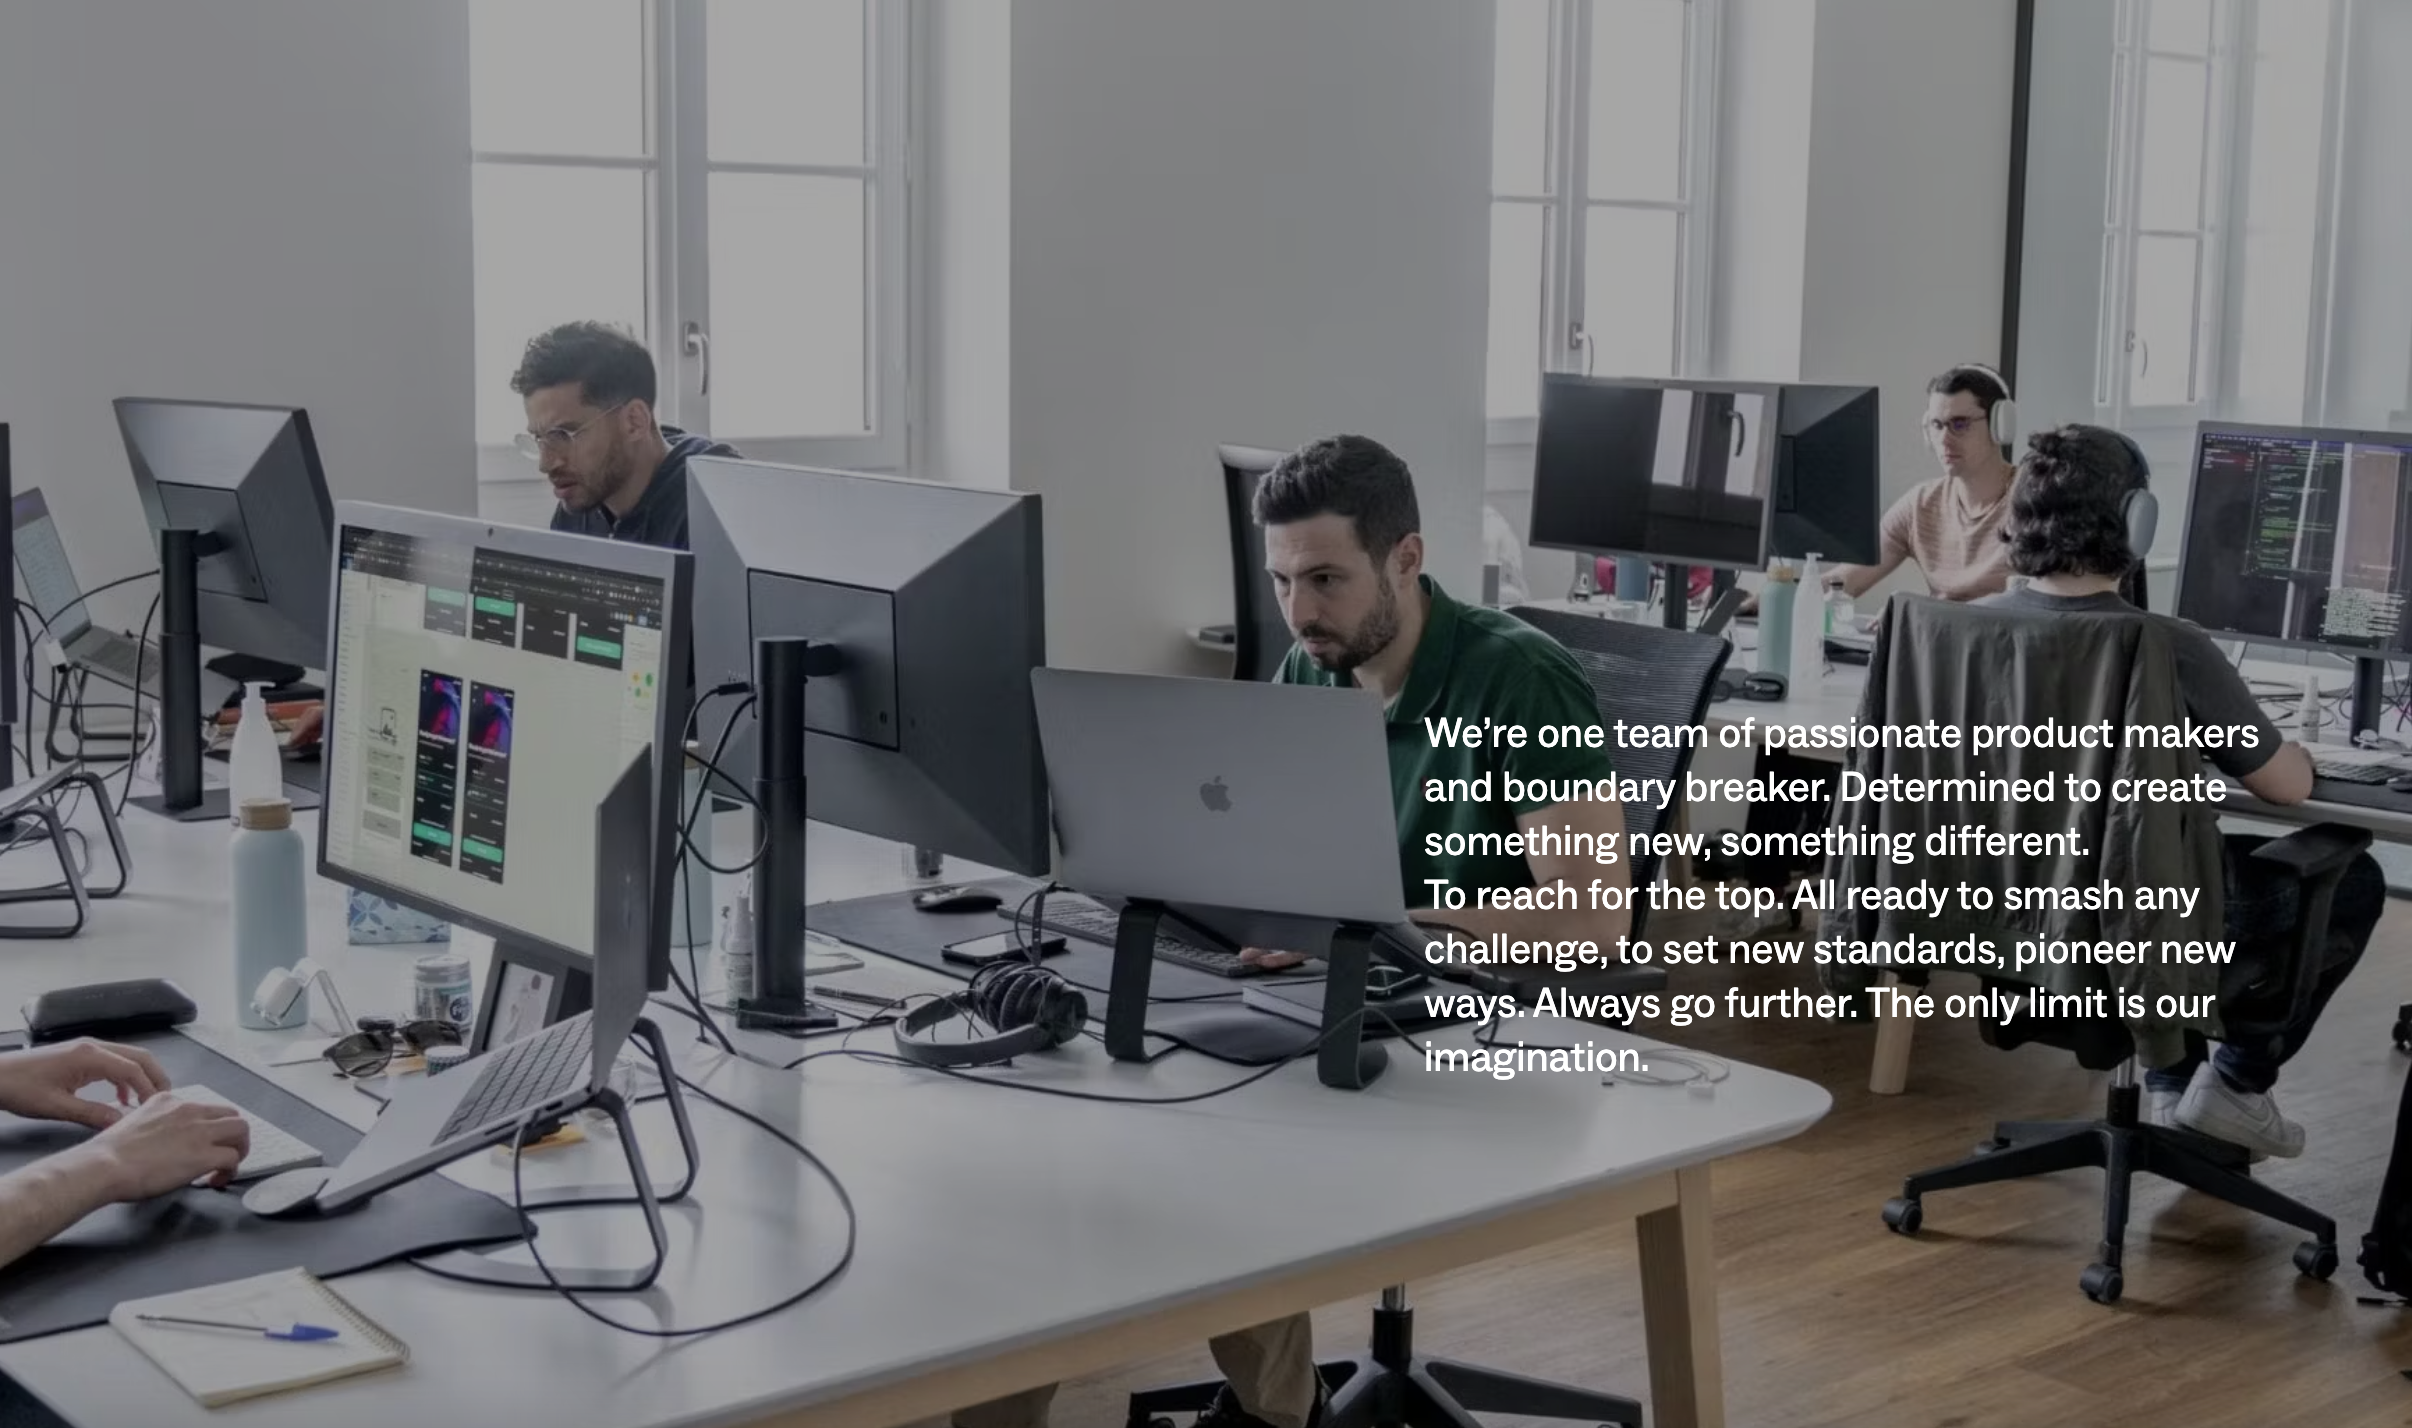 We’re one team of passionate product makers
and boundary breaker. Determined to create
something new, something different.
To reach for the top. All ready to smash any
challenge, to set new standards, pioneer new
ways. Always go further. The only limit is our
imagination.